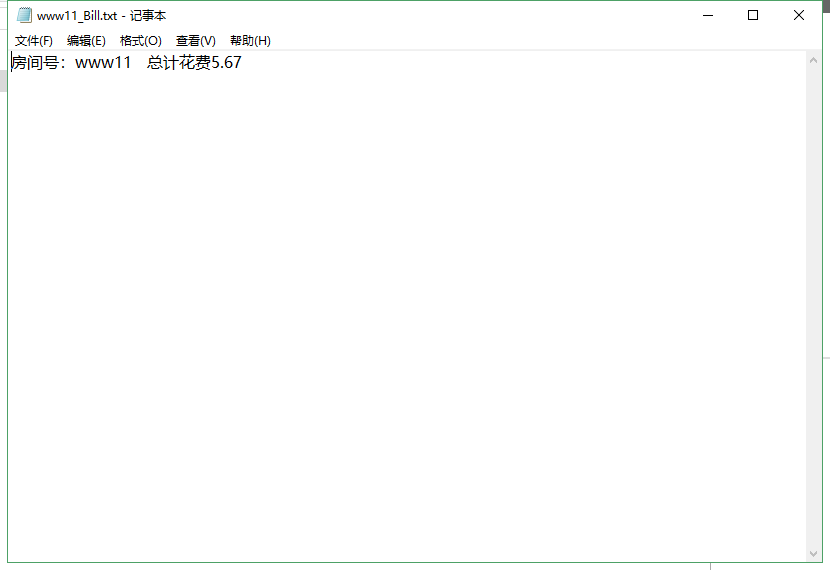 www11_Bill.txt - 记事本
文件(F) 编辑(E) 格式(O) 查看(V) 帮助(H)
房间号：www11 总计花费5.67